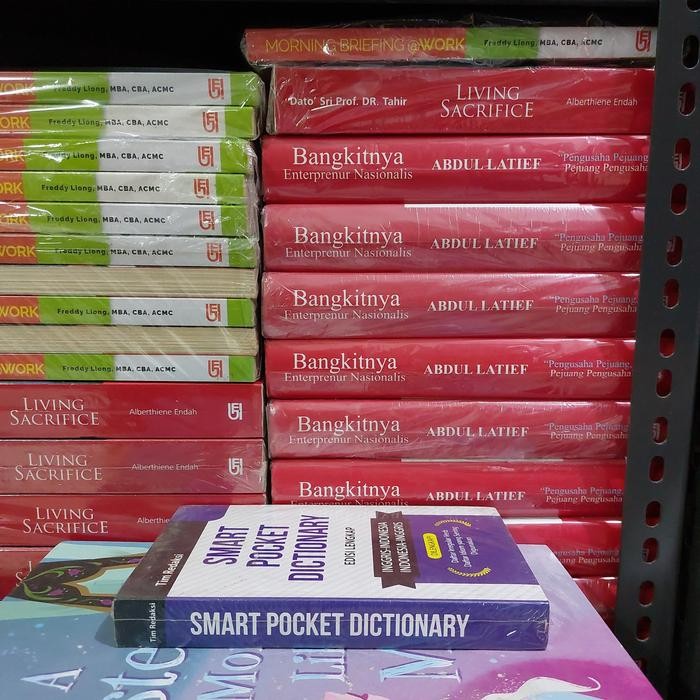 MORNING BRIEFING @WORK Freddy Liong, MBA, CBA, ACMC
Dato' Sri Prof. DR. Tahir LIVING SACRIFICE Alberthiene Endah
Bangkitnya Enterprenur Nasionalis ABDUL LATIEF "Pengusaha Pejuang, Pejuang Pengusaha
Bangkitnya Enterprenur Nasionalis ABDUL LATIEF "Pengusaha Pejuang, Pejuang Pengusaha
Bangkitnya Enterprenur Nasionalis ABDUL LATIEF "Pengusaha Pejuang, Pejuang Pengusaha
Bangkitnya Enterprenur Nasionalis ABDUL LATIEF "Pengusaha Pejuang, Pejuang Pengusaha
Bangkitnya Enterprenur Nasionalis ABDUL LATIEF "Pengusaha Pejuang, Pejuang Pengusaha
Bangkitnya Enterprenur Nasionalis ABDUL LATIEF "Pengusaha Pejuang, Pejuang Pengusaha
Freddy Liong, MBA, CBA, ACMC
Freddy Liong, MBA, CBA, ACMC
WORK Freddy Liong, MBA, CBA, ACMC
Freddy Liong, MBA, CBA, ACMC
WORK Freddy Liong, MBA, CBA, ACMC
WORK Freddy Liong, MBA, CBA, ACMC
WORK Freddy Liong, MBA, CBA, ACMC
WORK Freddy Liong, MBA, CBA, ACMC
LIVING SACRIFICE Alberthiene Endah
LIVING SACRIFICE Alberthiene Endah
LIVING SACRIFICE
Tim Redaksi
SMART
POCKET
DICTIONARY
EDISI LENGKAP
INGGRIS-INDONESIA
INDONESIA-INGGRIS
Tim Redaksi SMART POCKET DICTIONARY
A